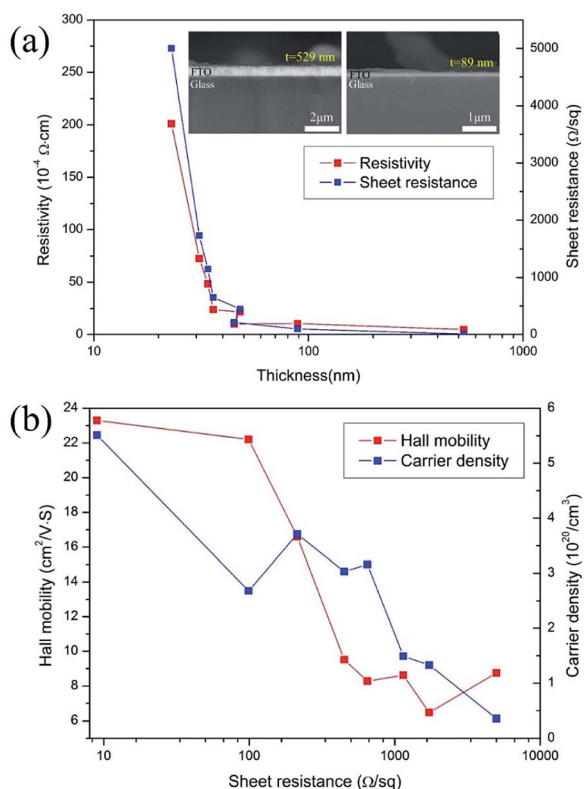 (a)
300
250
200
150
100
50
0
Resistivity (10⁻⁴ Ω·cm)
t=529 nm
FTO
Glass
2μm
t=89 nm
FTO
Glass
1μm
Resistivity
Sheet resistance
5000
4000
3000
2000
1000
0
Sheet resistance (Ω/sq)
10
100
1000
Thickness(nm)
(b)
24
22
20
18
16
14
12
10
8
6
Hall mobility (cm²/V·S)
Hall mobility
Carrier density
6
5
4
3
2
1
0
Carrier density (10²⁰/cm³)
10
100
1000
10000
Sheet resistance (Ω/sq)